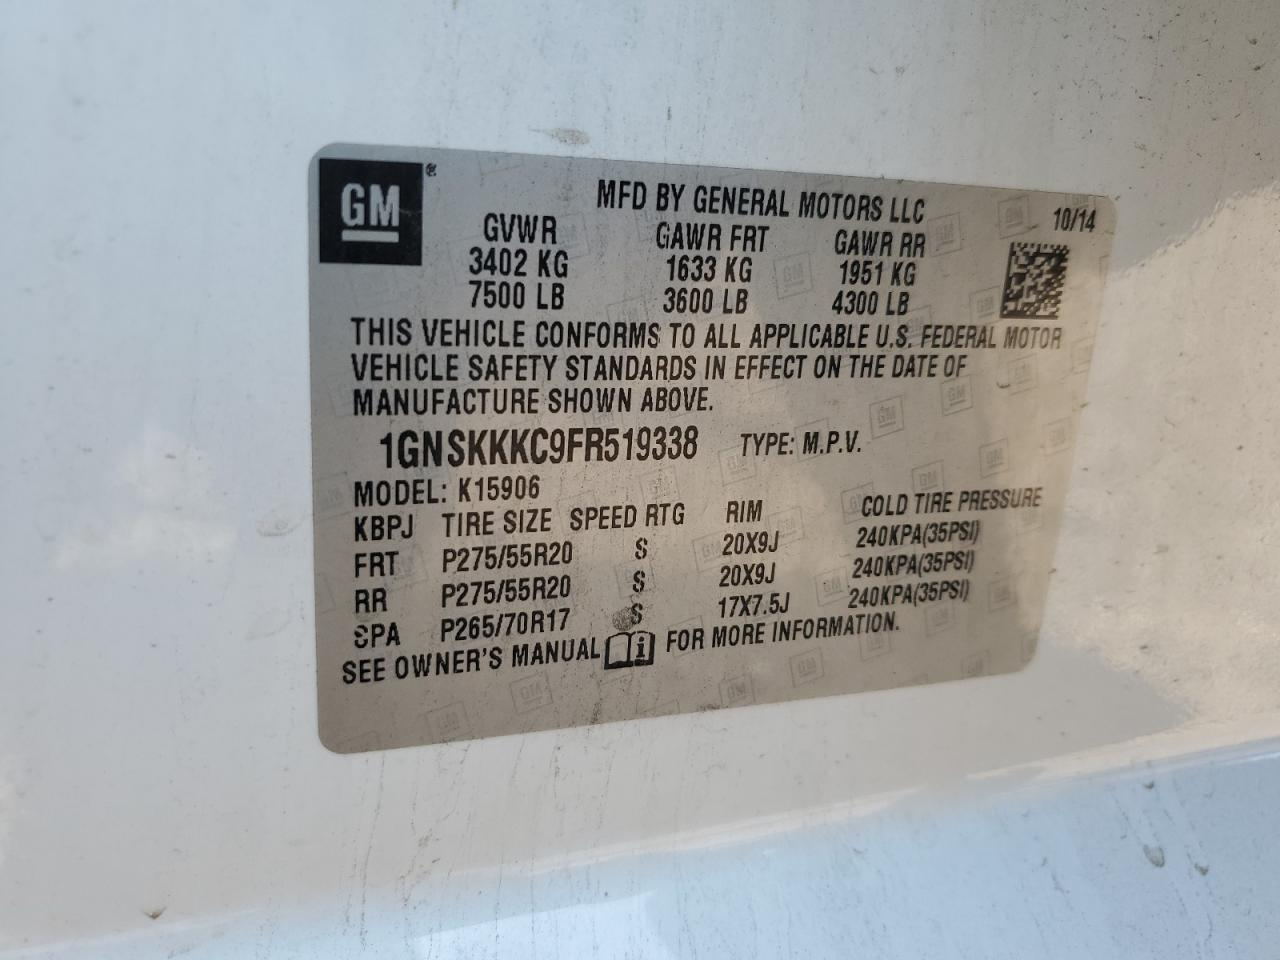 GM®
MFD BY GENERAL MOTORS LLC 10/14
GVWR GAWR FRT GAWR RR
3402 KG 1633 KG 1951 KG
7500 LB 3600 LB 4300 LB
THIS VEHICLE CONFORMS TO ALL APPLICABLE U.S. FEDERAL MOTOR
VEHICLE SAFETY STANDARDS IN EFFECT ON THE DATE OF
MANUFACTURE SHOWN ABOVE.
1GNSKKKC9FR519338 TYPE: M.P.V.
MODEL: K15906
KBPJ TIRE SIZE SPEED RTG RIM COLD TIRE PRESSURE
FRT P275/55R20 S 20X9J 240KPA(35PSI)
RR P275/55R20 S 20X9J 240KPA(35PSI)
SPA P265/70R17 S 17X7.5J 240KPA(35PSI)
SEE OWNER'S MANUAL i FOR MORE INFORMATION.